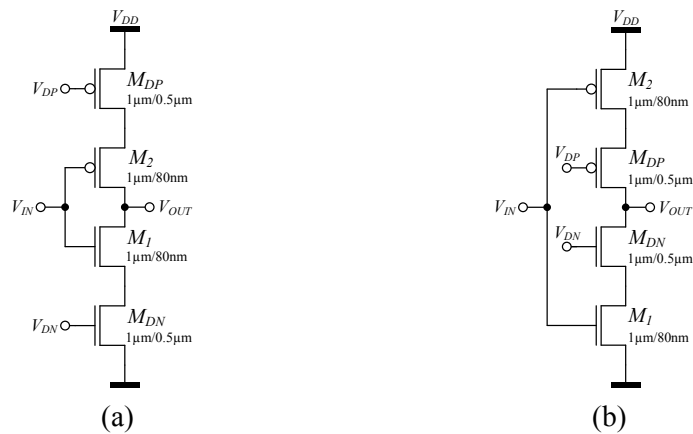 V_DD
V_DP
M_DP
1µm/0.5µm
M_2
1µm/80nm
V_IN
V_OUT
M_1
1µm/80nm
V_DN
M_DN
1µm/0.5µm
(a)
V_DD
M_2
1µm/80nm
V_DP
M_DP
1µm/0.5µm
V_IN
V_OUT
V_DN
M_DN
1µm/0.5µm
M_1
1µm/80nm
(b)